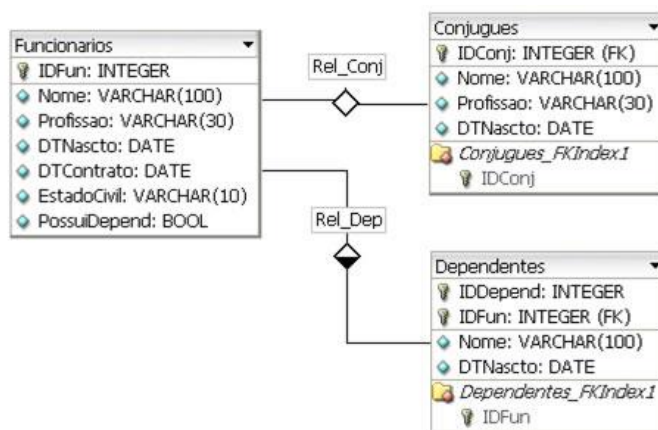 Funcionarios
IDFun: INTEGER
Nome: VARCHAR(100)
Profissao: VARCHAR(30)
DTNascto: DATE
DTContrato: DATE
EstadoCivil: VARCHAR(10)
PossuiDepend: BOOL
Rel_Conj
Conjugues
IDConj: INTEGER (FK)
Nome: VARCHAR(100)
Profissao: VARCHAR(30)
DTNascto: DATE
Conjugues_FKIndex1
IDConj
Rel_Dep
Dependentes
IDDepend: INTEGER
IDFun: INTEGER (FK)
Nome: VARCHAR(100)
DTNascto: DATE
Dependentes_FKIndex1
IDFun